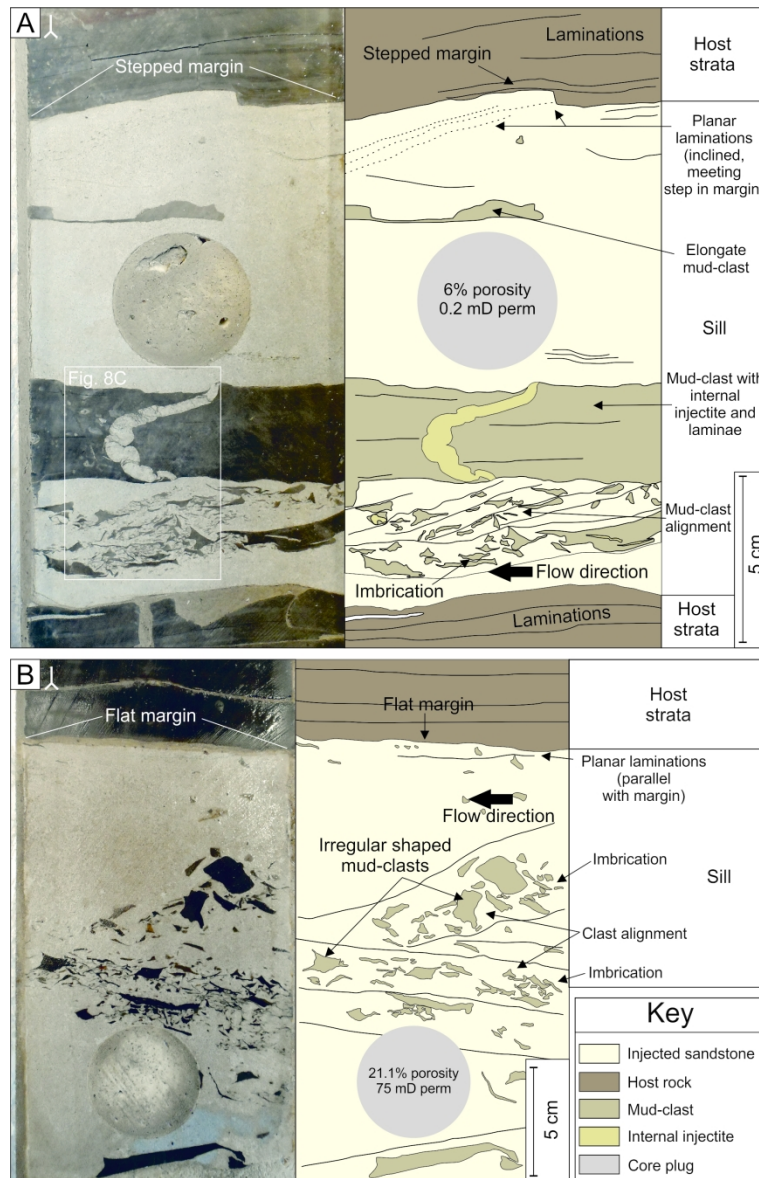 A
Stepped margin
Fig. 8C
Laminations
Stepped margin
6% porosity
0.2 mD perm
Imbrication
Flow direction
Laminations
Host
strata
Planar
laminations
(inclined,
meeting
step in margin)
Elongate
mud-clast
Sill
Mud-clast with
internal
injectite and
laminae
Mud-clast
alignment
5 cm
Host
strata
B
Flat margin
Flat margin
Flow direction
Irregular shaped
mud-clasts
21.1% porosity
75 mD perm
5 cm
Host
strata
Planar laminations
(parallel
with margin)
Imbrication
Sill
Clast alignment
Imbrication
Key
Injected sandstone
Host rock
Mud-clast
Internal injectite
Core plug